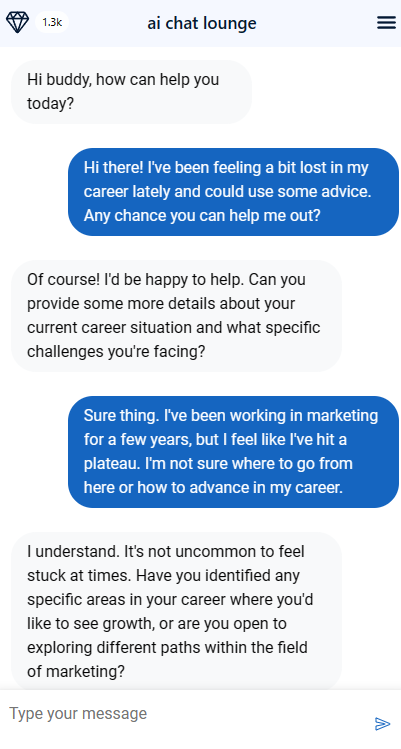 1.3k
ai chat lounge
Hi buddy, how can help you
today?
Hi there! I've been feeling a bit lost in my
career lately and could use some advice.
Any chance you can help me out?
Of course! I'd be happy to help. Can you
provide some more details about your
current career situation and what specific
challenges you're facing?
Sure thing. I've been working in marketing
for a few years, but I feel like I've hit a
plateau. I'm not sure where to go from
here or how to advance in my career.
I understand. It's not uncommon to feel
stuck at times. Have you identified any
specific areas in your career where you'd
like to see growth, or are you open to
exploring different paths within the field
of marketing?
Type your message